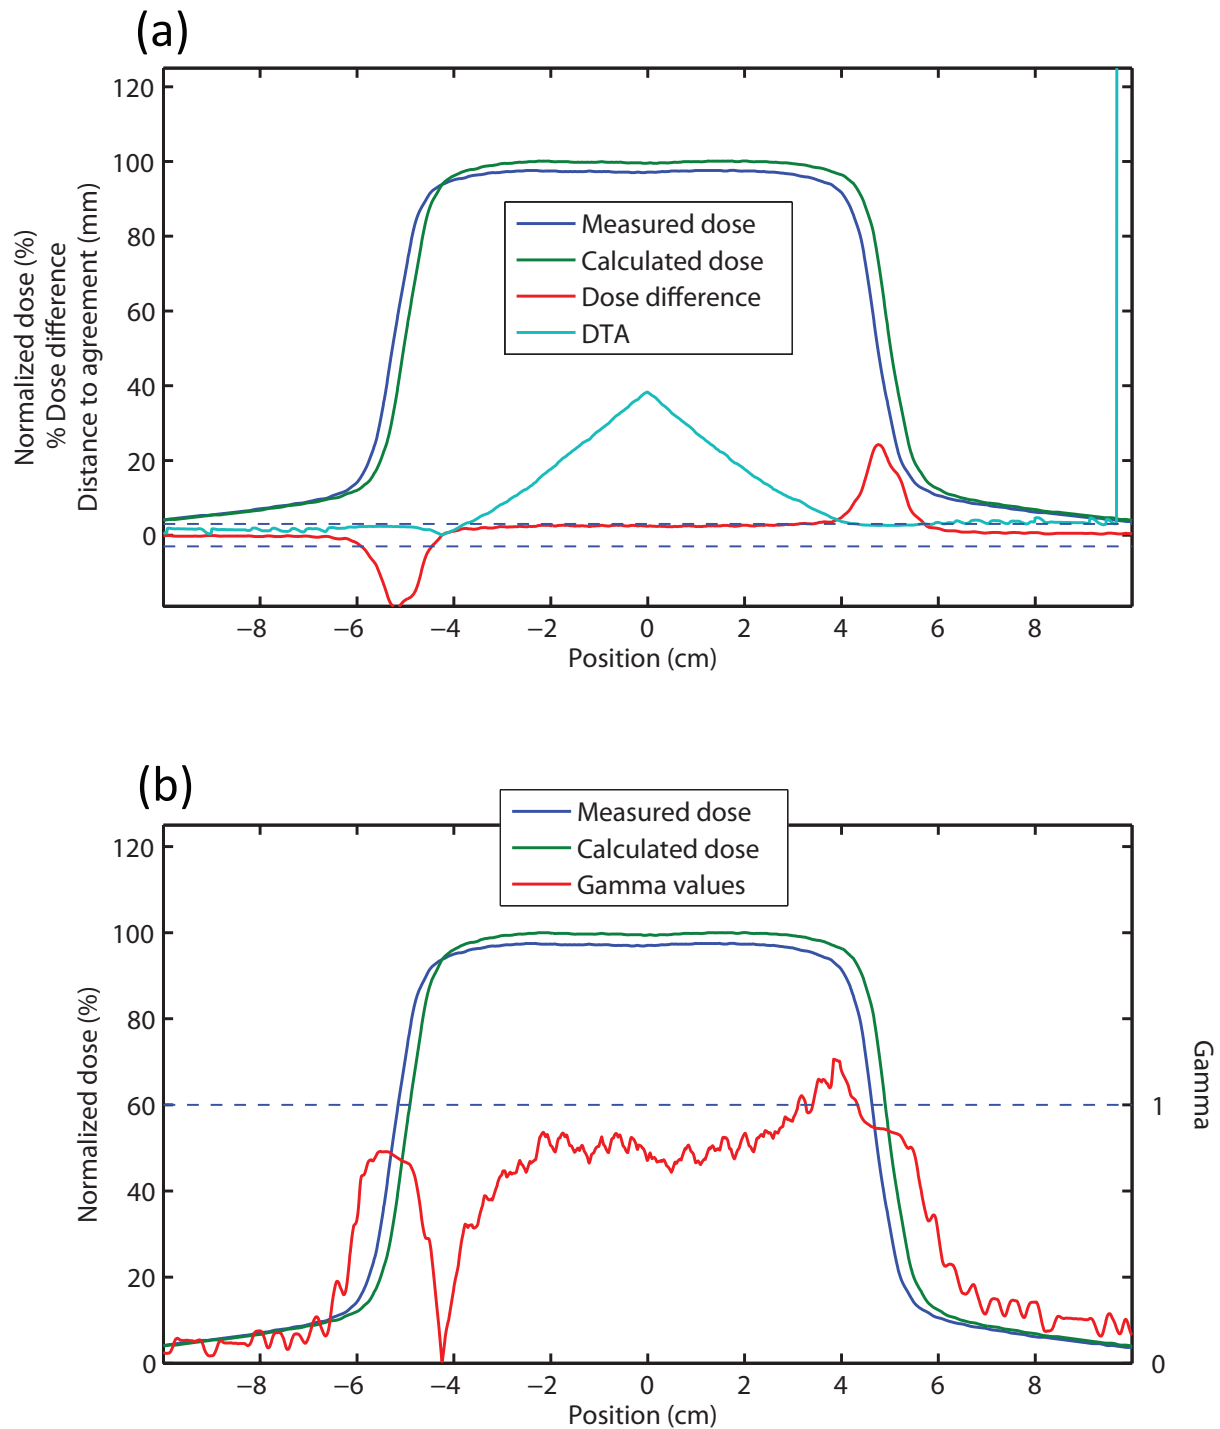 (a)
120
100
80
60
40
20
0
Normalized dose (%)
% Dose difference
Distance to agreement (mm)
Measured dose
Calculated dose
Dose difference
DTA
−8 −6 −4 −2 0 2 4 6 8
Position (cm)
(b)
Measured dose
Calculated dose
Gamma values
120
100
80
60
40
20
0
Normalized dose (%)
1
0
Gamma
−8 −6 −4 −2 0 2 4 6 8
Position (cm)